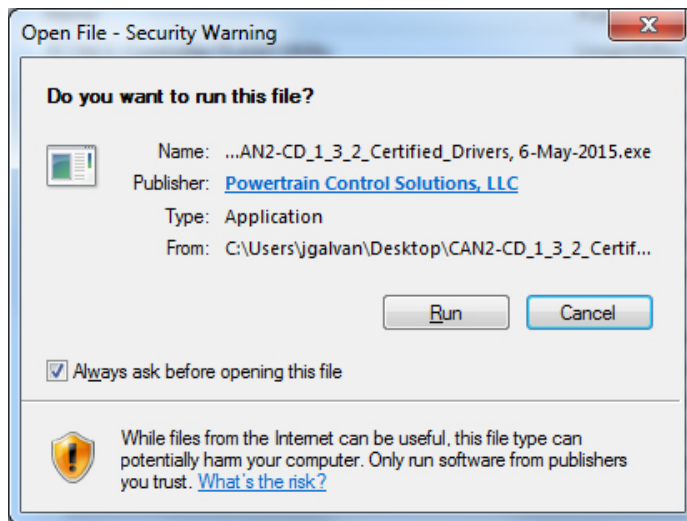 Open File - Security Warning
Do you want to run this file?
Name: ...AN2-CD_1_3_2_Certified_Drivers, 6-May-2015.exe
Publisher: Powertrain Control Solutions, LLC
Type: Application
From: C:\Users\jgalvan\Desktop\CAN2-CD_1_3_2_Certif...
Run Cancel
Always ask before opening this file
While files from the Internet can be useful, this file type can
potentially harm your computer. Only run software from publishers
you trust. What's the risk?